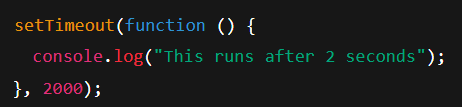 setTimeout(function () {
  console.log("This runs after 2 seconds");
}, 2000);